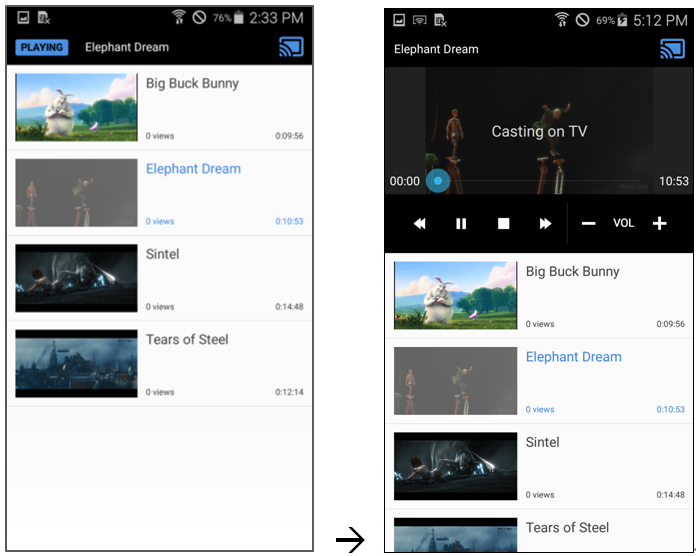 76% 2:33 PM
PLAYING Elephant Dream
Big Buck Bunny
0 views 0:09:56
Elephant Dream
0 views 0:10:53
Sintel
0 views 0:14:48
Tears of Steel
0 views 0:12:14
69% 5:12 PM
Elephant Dream
Casting on TV
00:00 10:53
VOL
Big Buck Bunny
0 views 0:09:56
Elephant Dream
0 views 0:10:53
Sintel
0 views 0:14:48
Tears of Steel